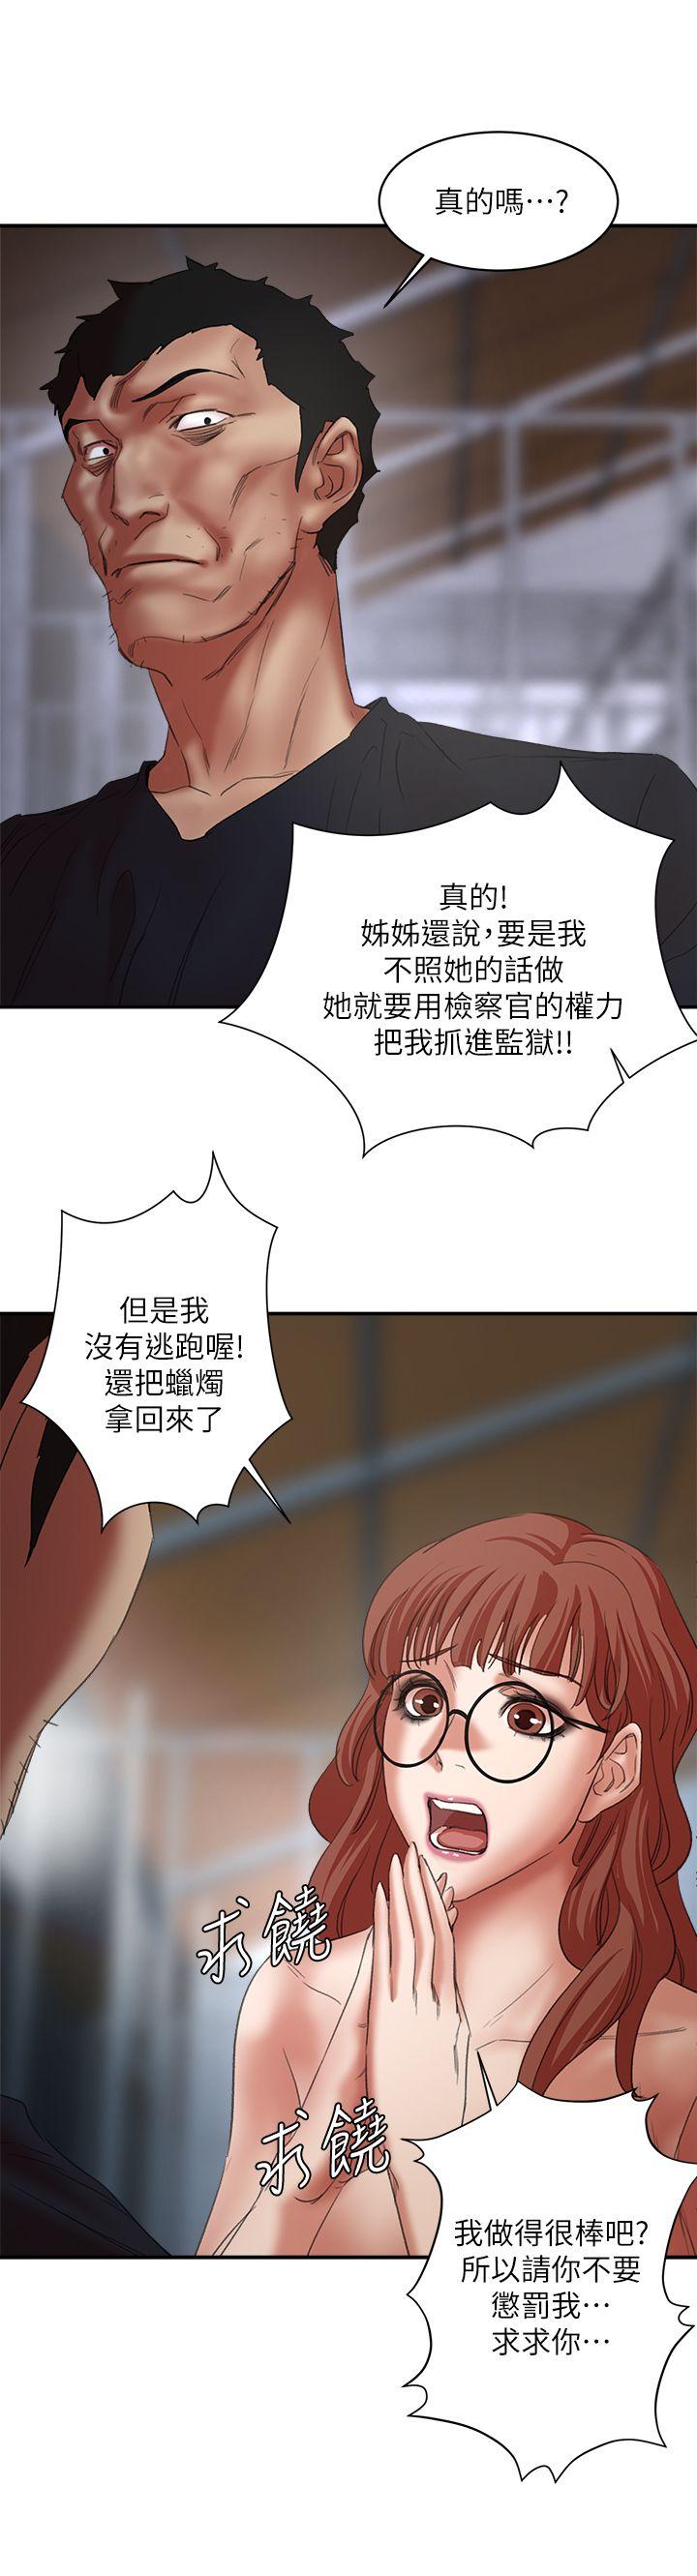 真的嗎…?
真的!
姊姊還說,要是我
不照她的話做
她就要用檢察官的權力
把我抓進監獄!!
但是我
沒有逃跑喔!
還把蠟燭
拿回來了
求饒
求饒
我做得很棒吧?
所以請你不要
懲罰我…
求求你…